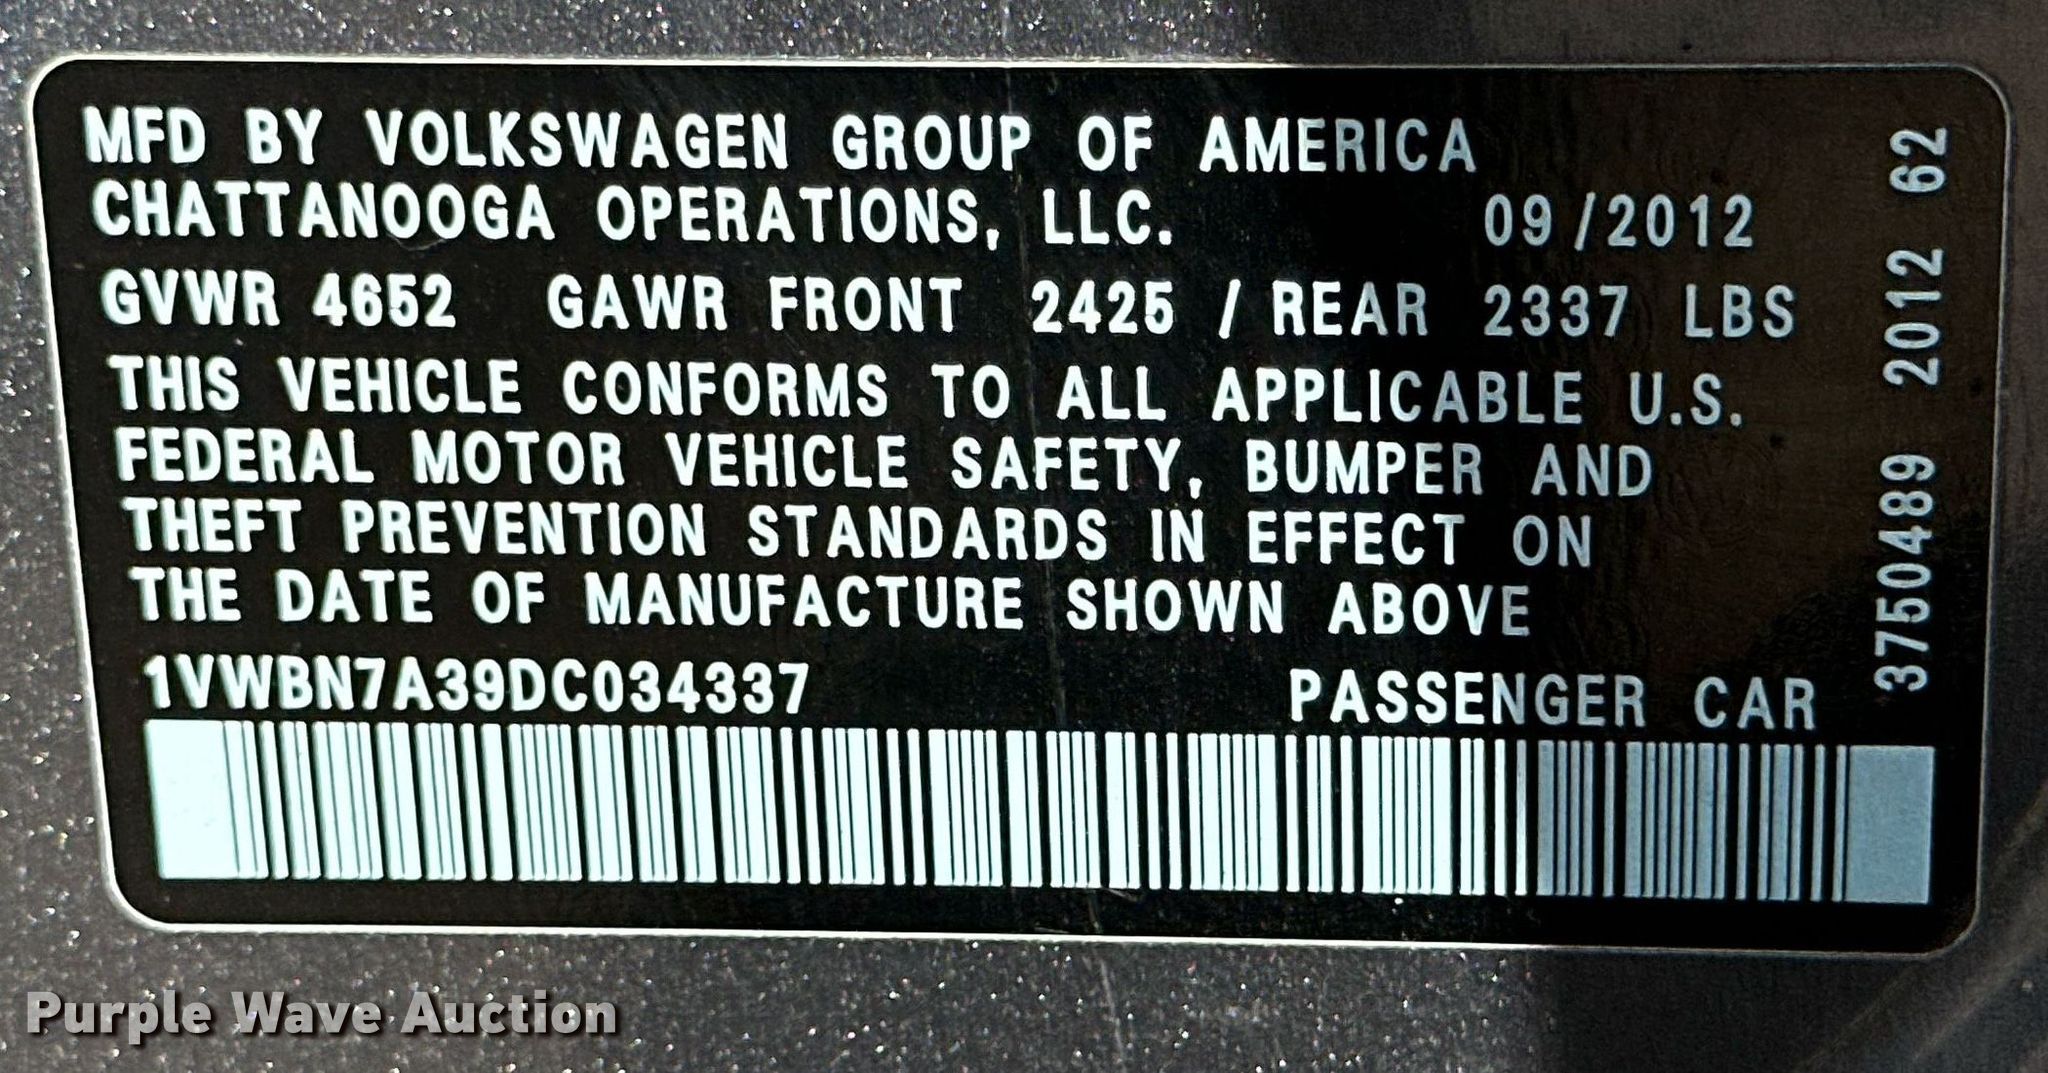 MFD BY VOLKSWAGEN GROUP OF AMERICA
CHATTANOOGA OPERATIONS, LLC. 09/2012
GVWR 4652 GAWR FRONT 2425 / REAR 2337 LBS
THIS VEHICLE CONFORMS TO ALL APPLICABLE U.S.
FEDERAL MOTOR VEHICLE SAFETY, BUMPER AND
THEFT PREVENTION STANDARDS IN EFFECT ON
THE DATE OF MANUFACTURE SHOWN ABOVE
1VWBN7A39DC034337 PASSENGER CAR
3750489 2012 62
Purple Wave Auction